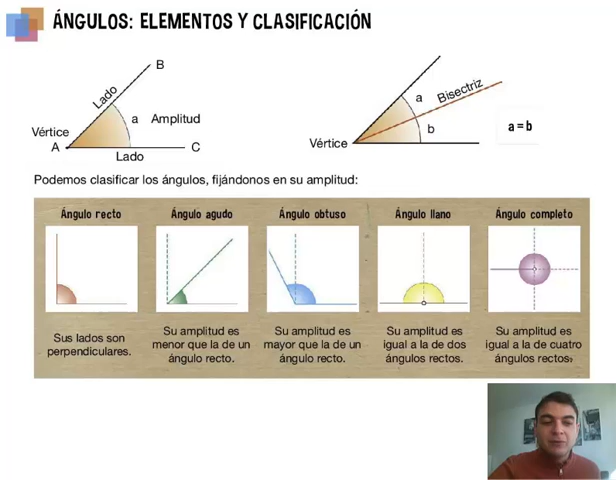 ÁNGULOS: ELEMENTOS Y CLASIFICACIÓN
B
Lado
a
Amplitud
Vértice
A
C
Lado
a
Bisectriz
b
Vértice
a = b
Podemos clasificar los ángulos, fijándonos en su amplitud:
Ángulo recto
Sus lados son
perpendiculares.
Ángulo agudo
Su amplitud es
menor que la de un
ángulo recto.
Ángulo obtuso
Su amplitud es
mayor que la de un
ángulo recto.
Ángulo llano
Su amplitud es
igual a la de dos
ángulos rectos.
Ángulo completo
Su amplitud es
igual a la de cuatro
ángulos rectos.